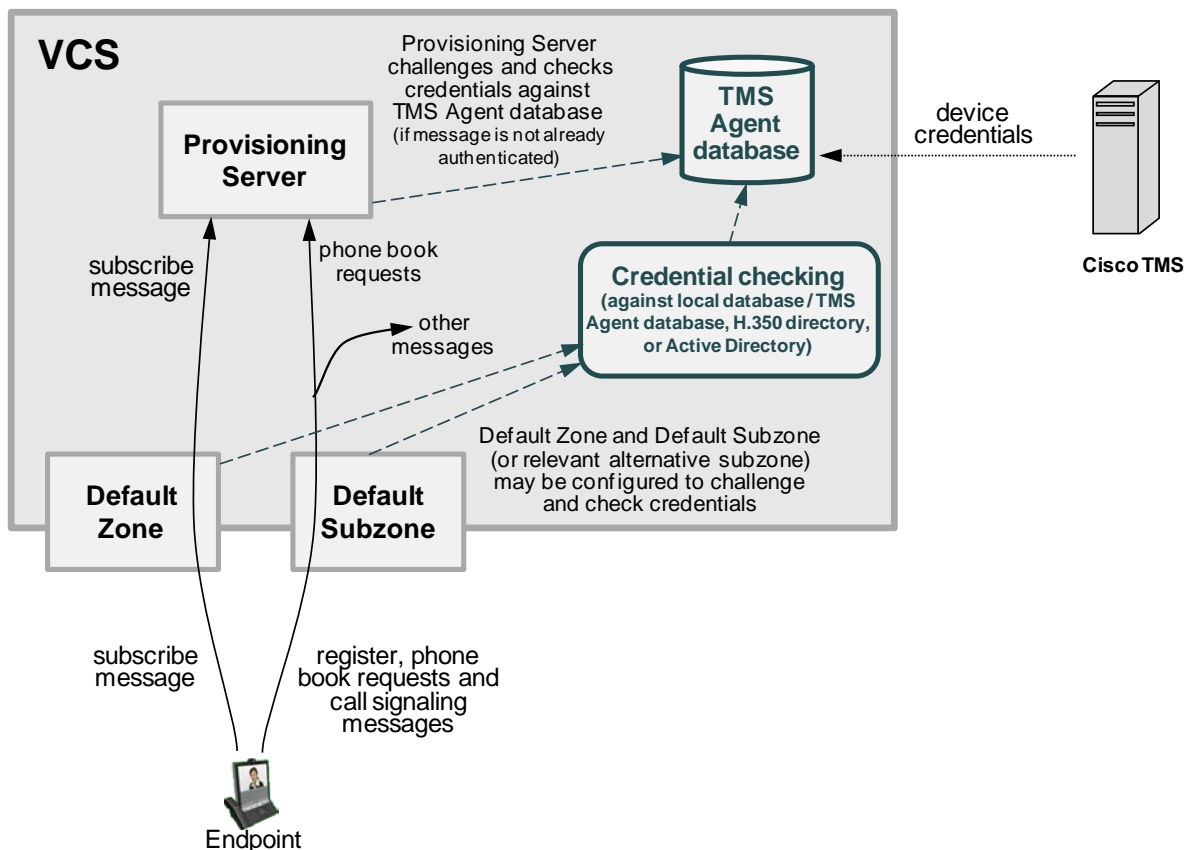 VCS
Provisioning Server
challenges and checks
credentials against
TMS Agent database
(if message is not already
authenticated)
TMS
Agent
database
device
credentials
Provisioning
Server
Cisco TMS
subscribe
message
phone book
requests
Credential checking
(against local database / TMS
Agent database, H.350 directory,
or Active Directory)
other
messages
Default Zone and Default Subzone
(or relevant alternative subzone)
may be configured to challenge
and check credentials
Default
Zone
Default
Subzone
subscribe
message
register, phone
book requests and
call signaling
messages
Endpoint